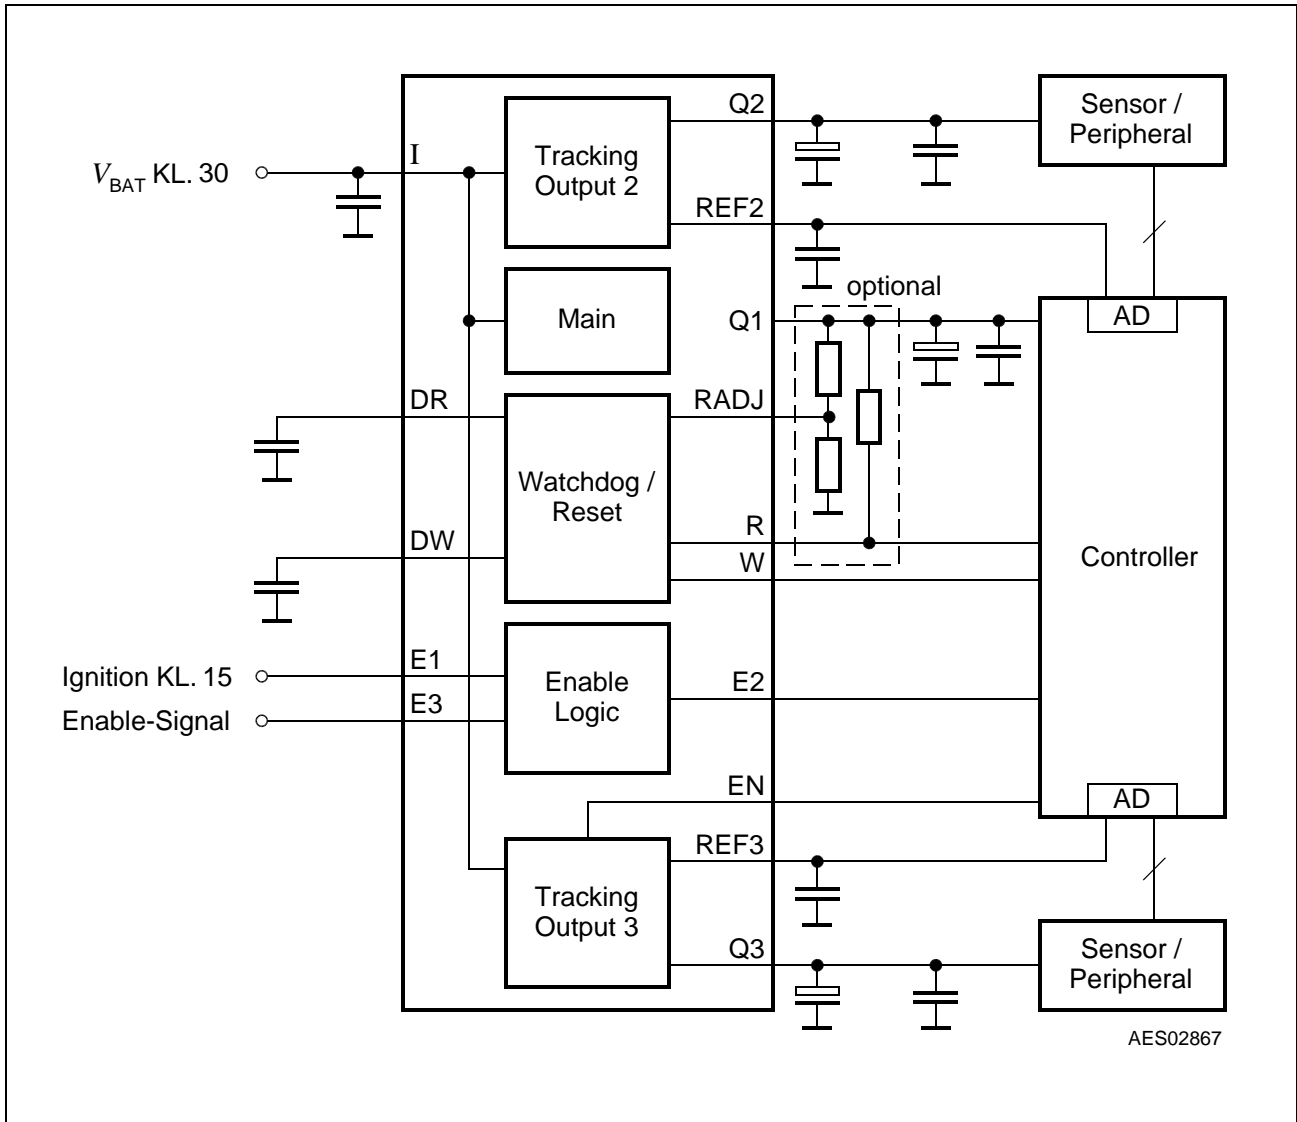 Q2
Sensor /
Peripheral
I
Tracking
Output 2
V BAT KL. 30
REF2
optional
Main
Q1
AD
DR
RADJ
Watchdog /
Reset
DW
R
W
Controller
E1
Ignition KL. 15
Enable
Logic
E2
E3
Enable-Signal
EN
AD
REF3
Tracking
Output 3
Q3
Sensor /
Peripheral
AES02867